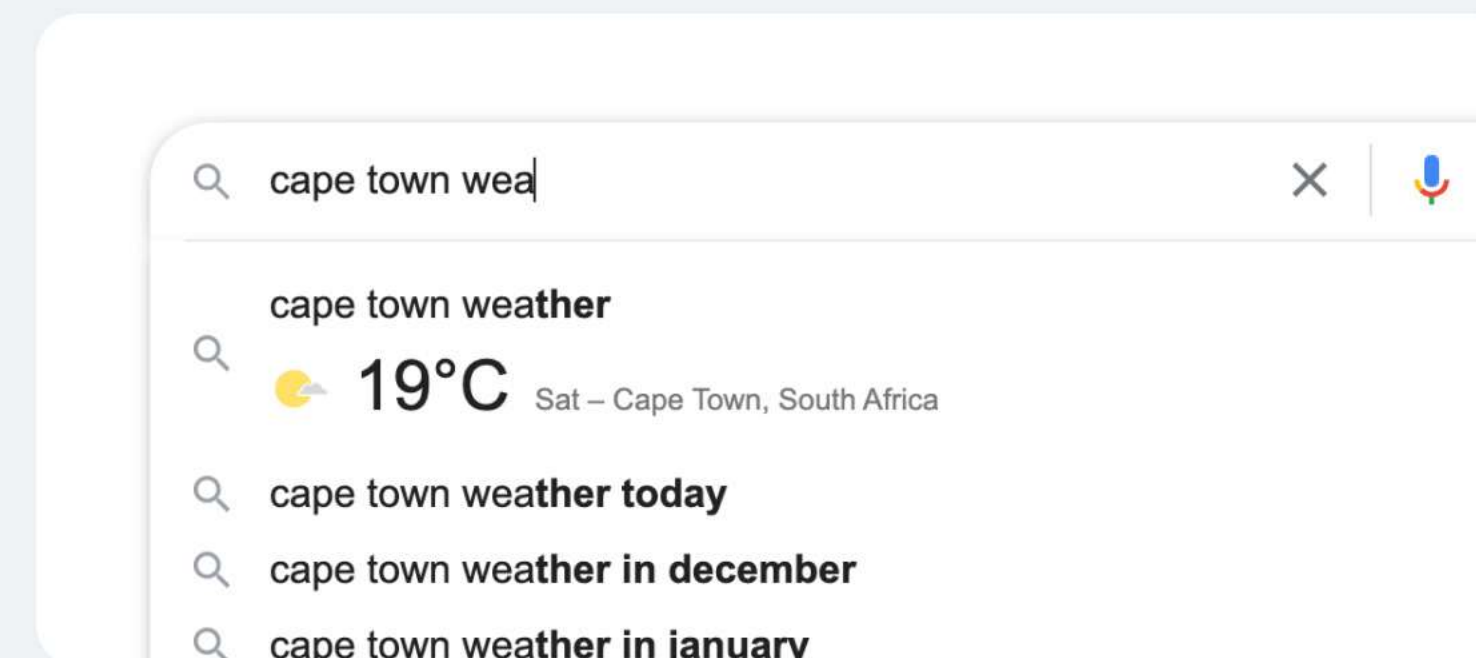 cape town wea
cape town weather
19°C Sat – Cape Town, South Africa
cape town weather today
cape town weather in december
cape town weather in january